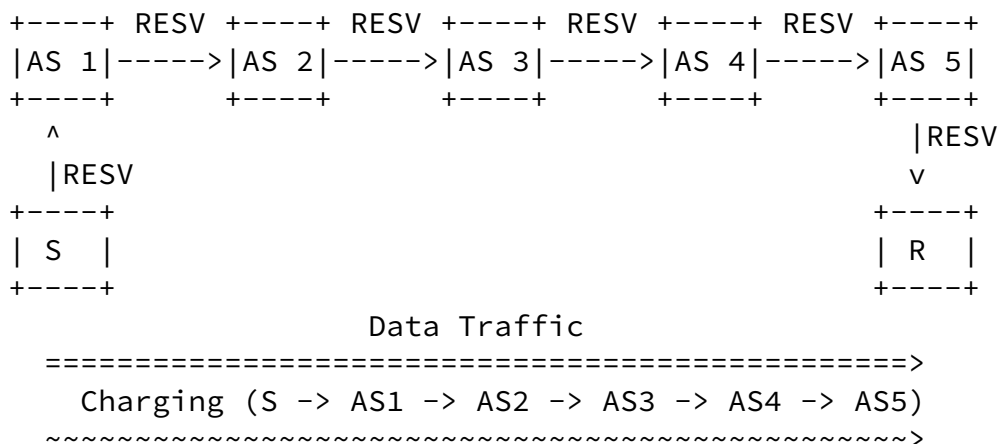 +----+ RESV +----+ RESV +----+ RESV +----+ RESV +----+
|AS 1|----->|AS 2|----->|AS 3|----->|AS 4|----->|AS 5|
+----+      +----+      +----+      +----+      +----+
  ^                                               |RESV
  |RESV                                           v
+----+                                          +----+
| S  |                                          | R  |
+----+                                          +----+
                    Data Traffic
  ================================================>
    Charging (S -> AS1 -> AS2 -> AS3 -> AS4 -> AS5)
  ~~~~~~~~~~~~~~~~~~~~~~~~~~~~~~~~~~~~~~~~~~~~~~~~>